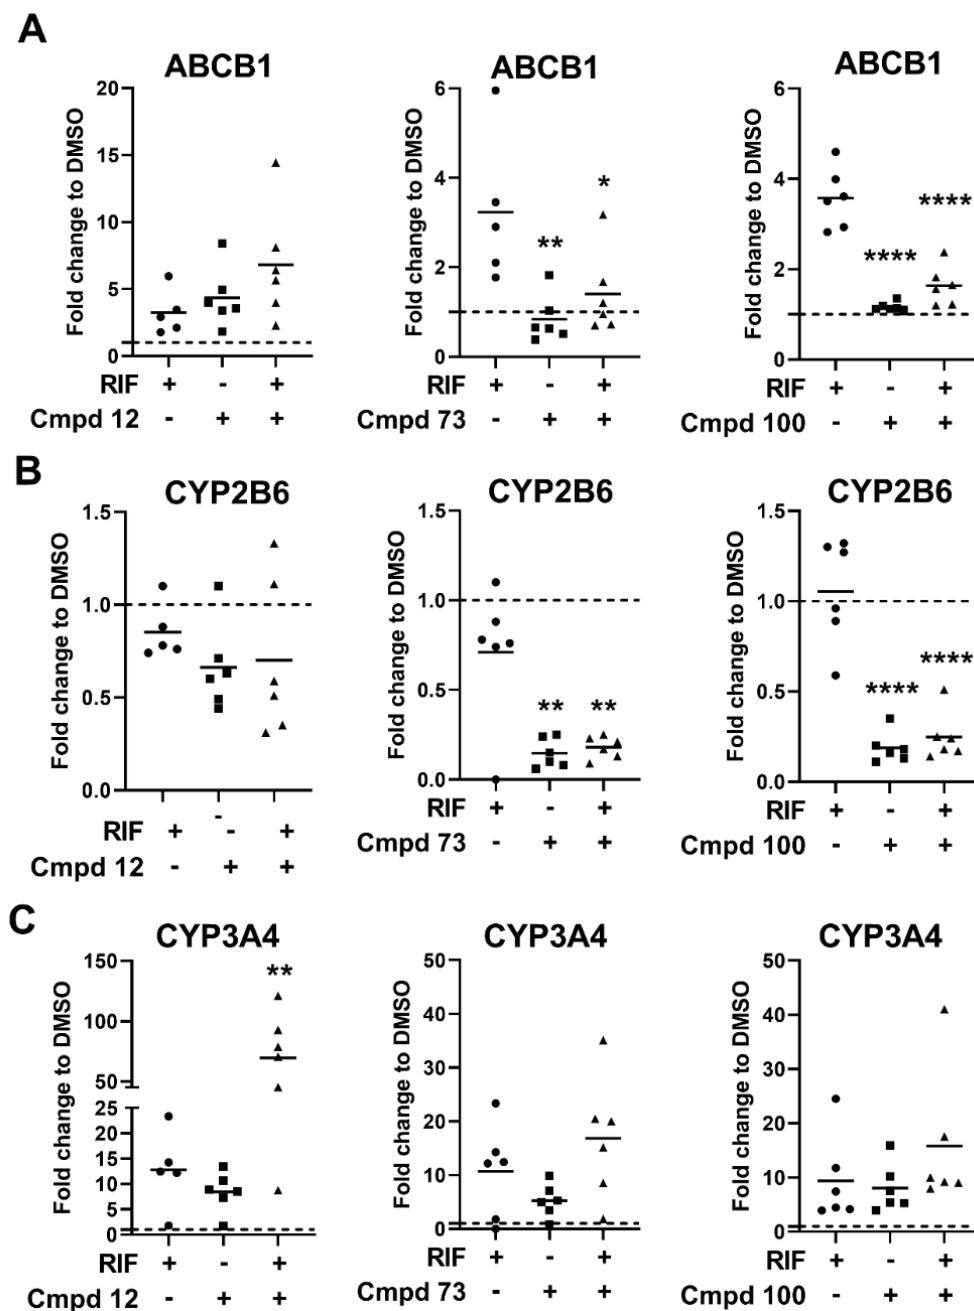 A
ABCB1
ABCB1
ABCB1
Fold change to DMSO
20
15
10
5
0
Fold change to DMSO
6
4
2
0
**
*
Fold change to DMSO
6
4
2
0
****
****
RIF + - +
Cmpd 12 - + +
RIF + - +
Cmpd 73 - + +
RIF + - +
Cmpd 100 - + +
B
CYP2B6
CYP2B6
CYP2B6
Fold change to DMSO
1.5
1.0
0.5
0.0
Fold change to DMSO
1.5
1.0
0.5
0.0
**
**
Fold change to DMSO
1.5
1.0
0.5
0.0
****
****
-
RIF + - +
Cmpd 12 - + +
RIF + - +
Cmpd 73 - + +
RIF + - +
Cmpd 100 - + +
C
CYP3A4
CYP3A4
CYP3A4
Fold change to DMSO
150
100
50
25
20
15
10
5
0
**
Fold change to DMSO
50
40
30
20
10
0
Fold change to DMSO
50
40
30
20
10
0
RIF + - +
Cmpd 12 - + +
RIF + - +
Cmpd 73 - + +
RIF + - +
Cmpd 100 - + +